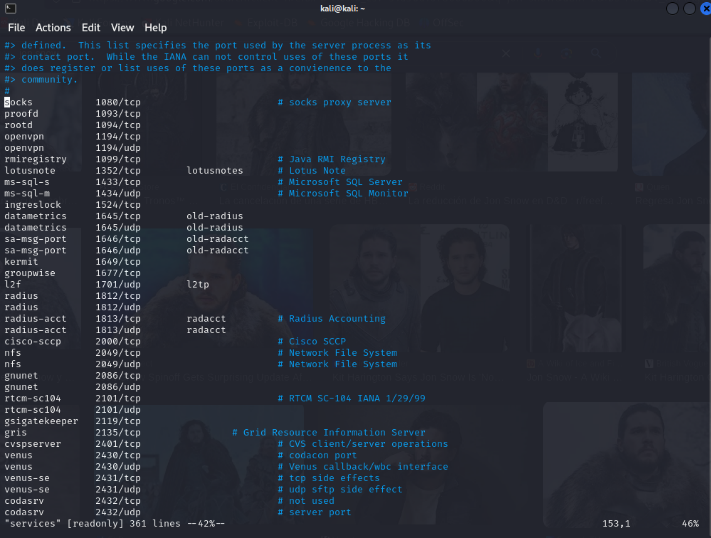 kali@kali: ~
File Actions Edit View Help
#> defined.  This list specifies the port used by the server process as its
#> contact port.  While the IANA can not control uses of these ports it
#> does register or list uses of these ports as a convienence to the
#> community.
#
socks 1080/tcp # socks proxy server
proofd 1093/tcp
rootd 1094/tcp
openvpn 1194/tcp
openvpn 1194/udp
rmiregistry 1099/tcp # Java RMI Registry
lotusnote 1352/tcp lotusnotes # Lotus Note
ms-sql-s 1433/tcp # Microsoft SQL Server
ms-sql-m 1434/udp # Microsoft SQL Monitor
ingreslock 1524/tcp
datametrics 1645/tcp old-radius
datametrics 1645/udp old-radius
sa-msg-port 1646/tcp old-radacct
sa-msg-port 1646/udp old-radacct
kermit 1649/tcp
groupwise 1677/tcp
l2f 1701/udp l2tp
radius 1812/tcp
radius 1812/udp
radius-acct 1813/tcp radacct # Radius Accounting
radius-acct 1813/udp radacct
cisco-sccp 2000/tcp # Cisco SCCP
nfs 2049/tcp # Network File System
nfs 2049/udp # Network File System
gnunet 2086/tcp
gnunet 2086/udp
rtcm-sc104 2101/tcp # RTCM SC-104 IANA 1/29/99
rtcm-sc104 2101/udp
gsigatekeeper 2119/tcp
gris 2135/tcp # Grid Resource Information Server
cvspserver 2401/tcp # CVS client/server operations
venus 2430/tcp # codacon port
venus 2430/udp # Venus callback/wbc interface
venus-se 2431/tcp # tcp side effects
venus-se 2431/udp # udp sftp side effect
codasrv 2432/tcp # not used
codasrv 2432/udp # server port
"services" [readonly] 361 lines --42%-- 153,1 46%